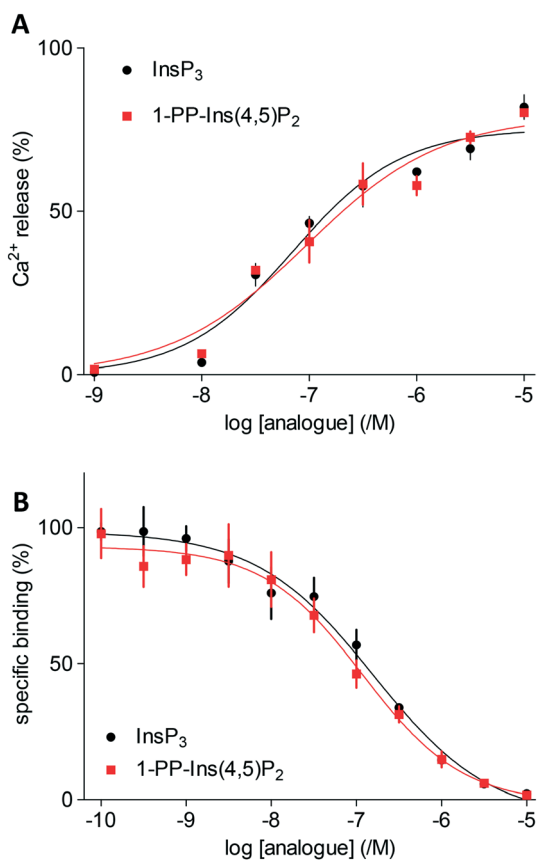 A
100
InsP₃
1-PP-Ins(4,5)P₂
Ca²⁺ release (%)
50
0
-9 -8 -7 -6 -5
log [analogue] (/M)
B
100
specific binding (%)
50
InsP₃
1-PP-Ins(4,5)P₂
0
-10 -9 -8 -7 -6 -5
log [analogue] (/M)